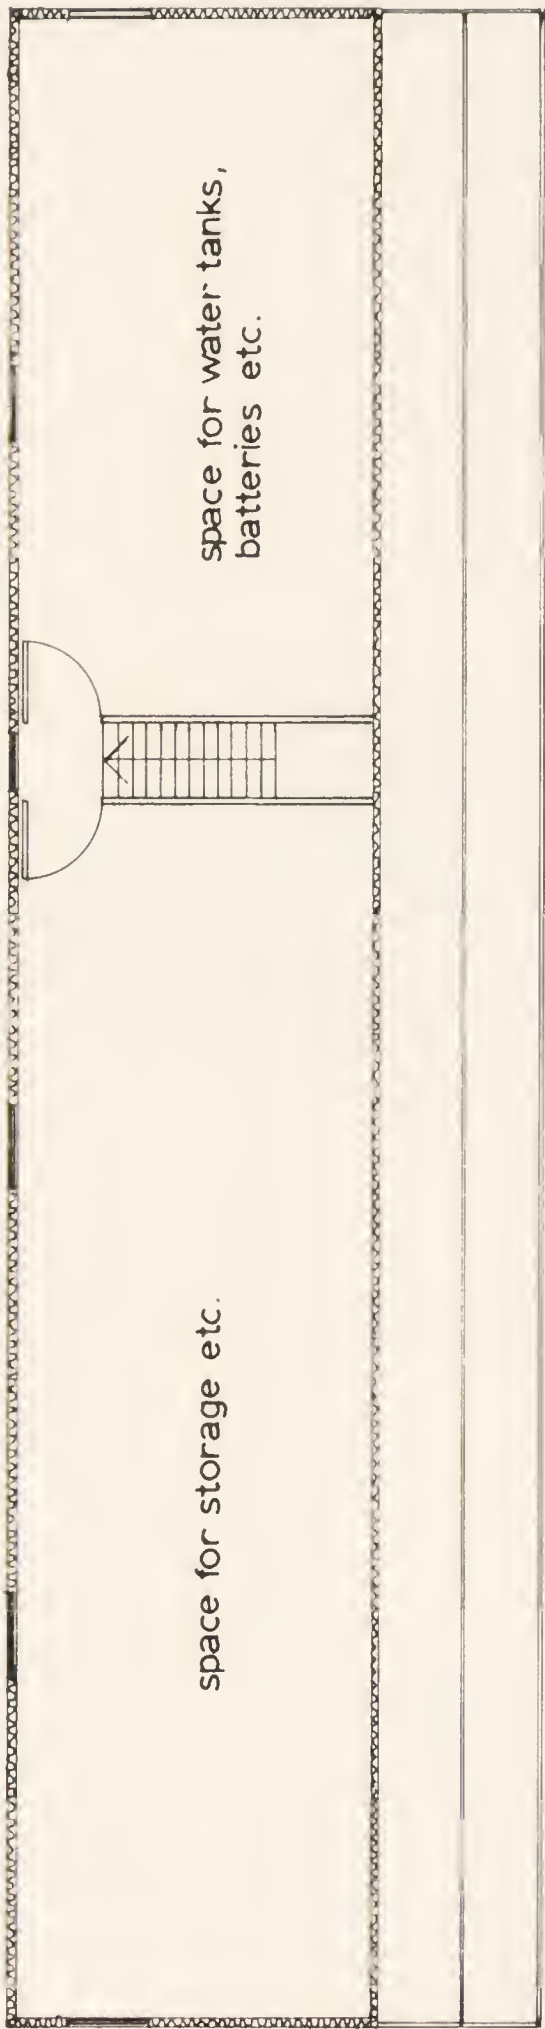 space for storage etc.
space for water tanks,
batteries etc.